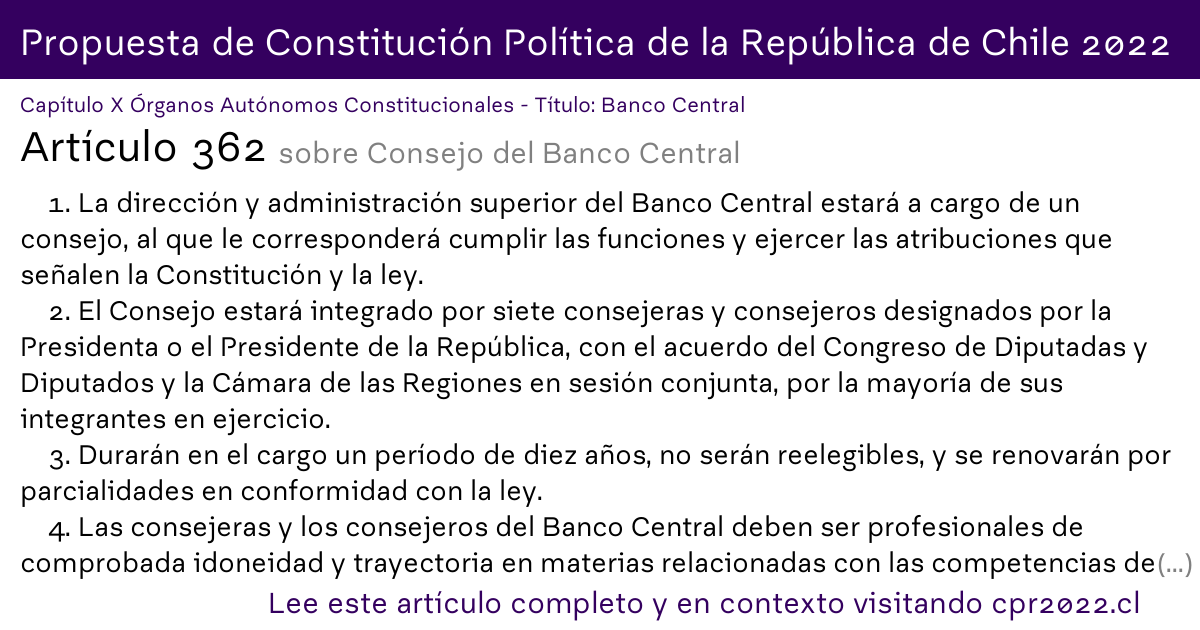 Propuesta de Constitución Política de la República de Chile 2022
Capítulo X Órganos Autónomos Constitucionales - Título: Banco Central
Artículo 362 sobre Consejo del Banco Central
1. La dirección y administración superior del Banco Central estará a cargo de un
consejo, al que le corresponderá cumplir las funciones y ejercer las atribuciones que
señalen la Constitución y la ley.
2. El Consejo estará integrado por siete consejeras y consejeros designados por la
Presidenta o el Presidente de la República, con el acuerdo del Congreso de Diputadas y
Diputados y la Cámara de las Regiones en sesión conjunta, por la mayoría de sus
integrantes en ejercicio.
3. Durarán en el cargo un período de diez años, no serán reelegibles, y se renovarán por
parcialidades en conformidad con la ley.
4. Las consejeras y los consejeros del Banco Central deben ser profesionales de
comprobada idoneidad y trayectoria en materias relacionadas con las competencias de(...)
Lee este artículo completo y en contexto visitando cpr2022.cl